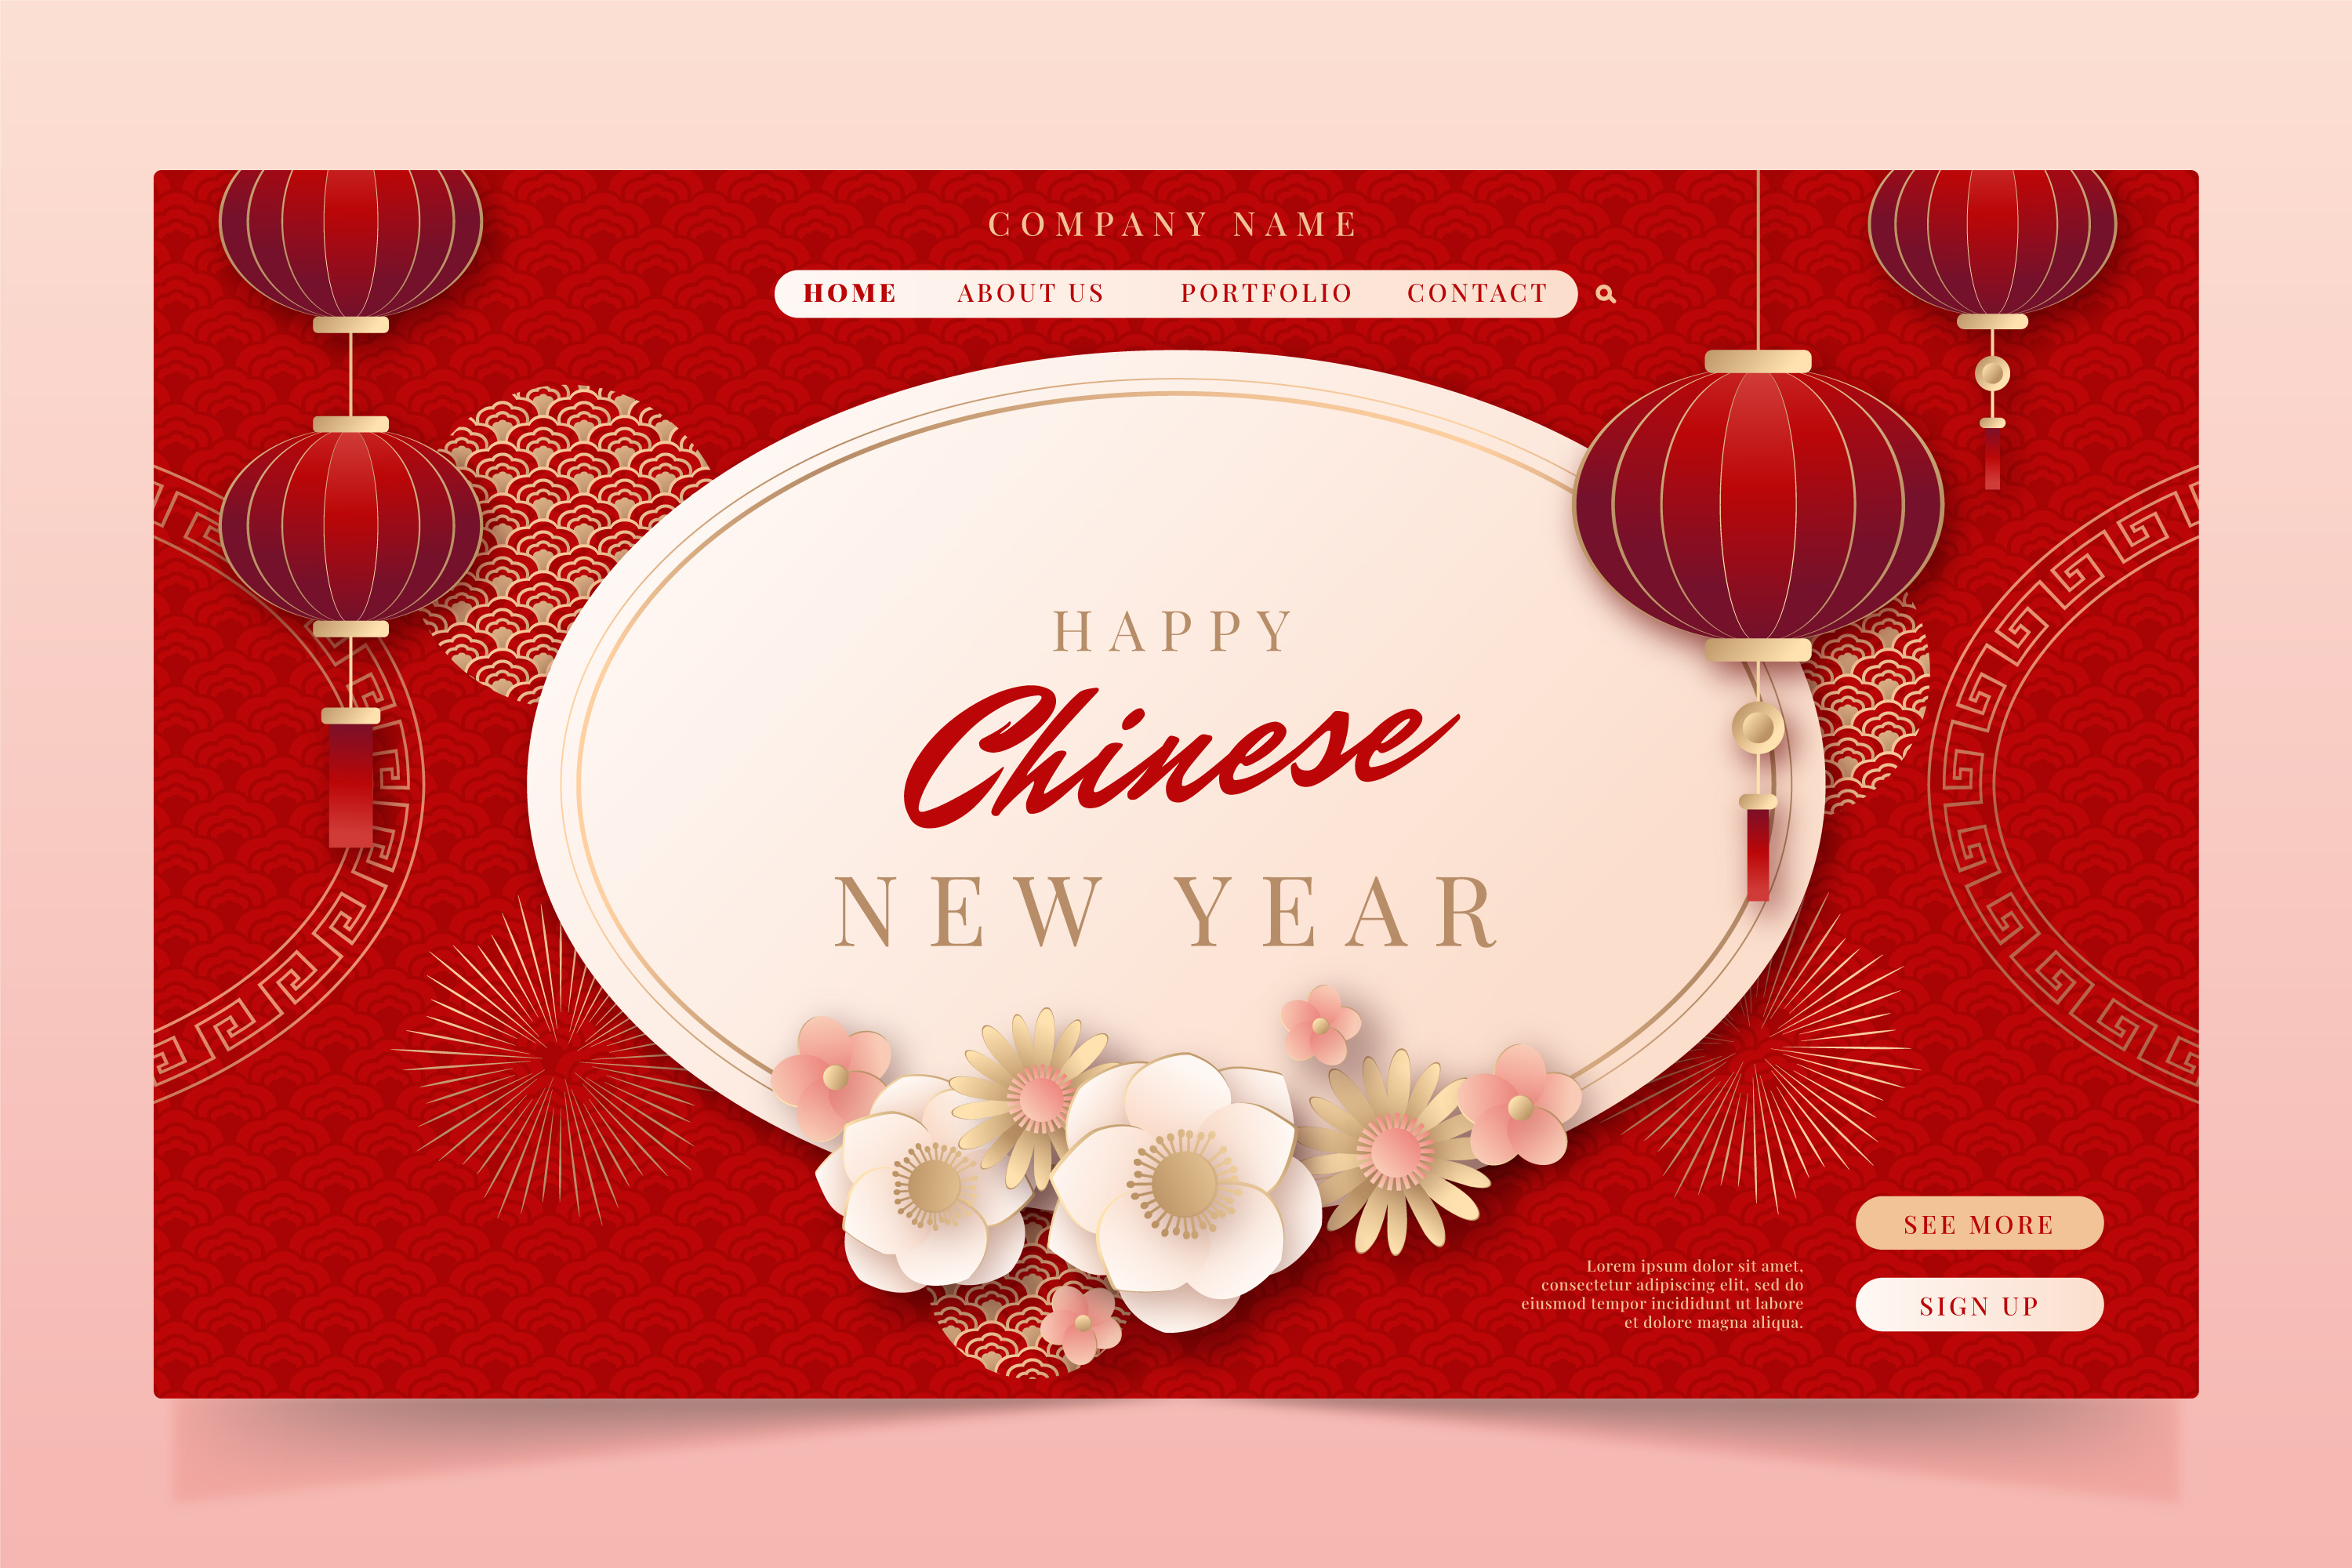 COMPANY NAME
HOME ABOUT US PORTFOLIO CONTACT
HAPPY
Chinese
NEW YEAR
Lorem ipsum dolor sit amet,
consectetur adipiscing elit, sed do
eiusmod tempor incididunt ut labore
et dolore magna aliqua.
SEE MORE
SIGN UP